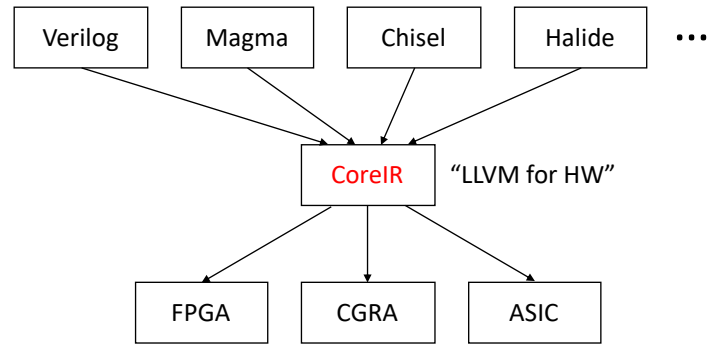 Verilog
Magma
Chisel
Halide
...
CoreIR
“LLVM for HW”
FPGA
CGRA
ASIC